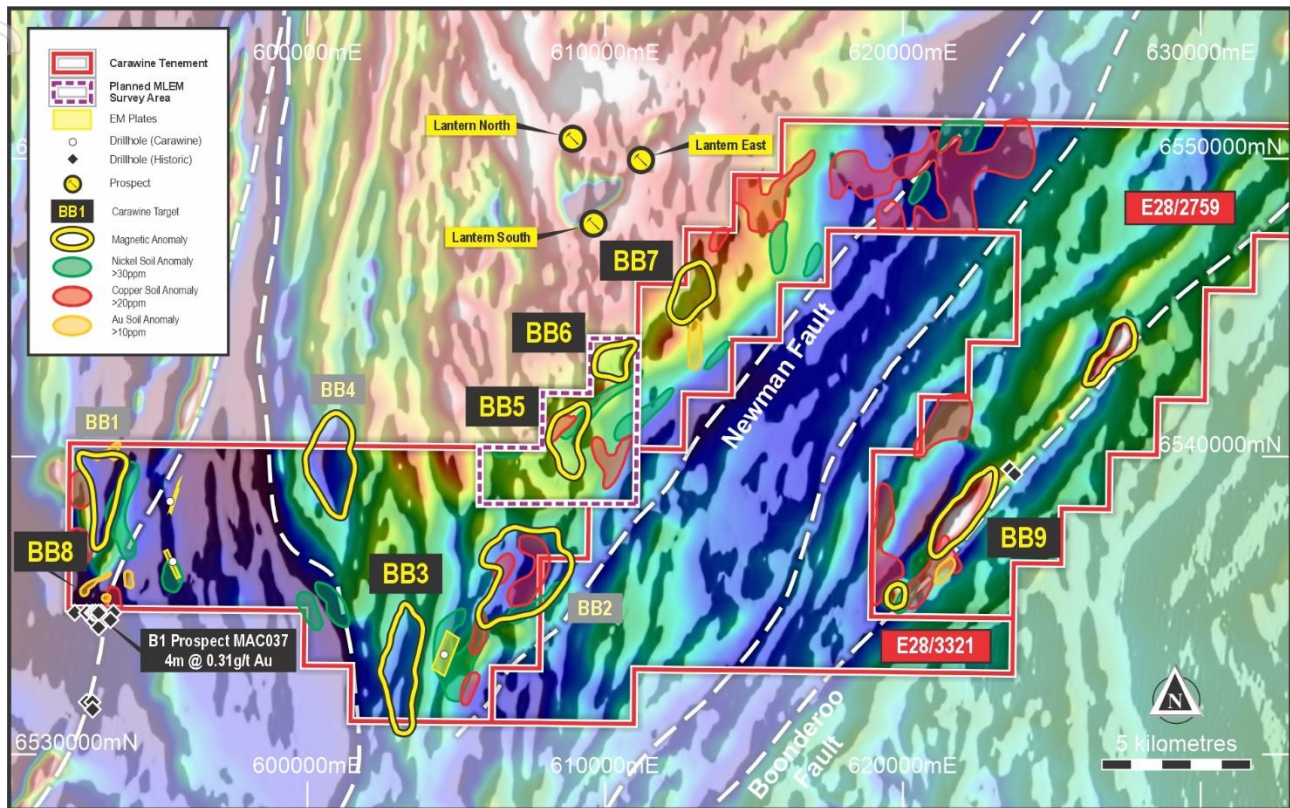 600000mE
610000mE
620000mE
630000mE
Carawine Tenement
Planned MLEM
Survey Area
EM Plates
Drillhole (Carawine)
Drillhole (Historic)
Prospect
BB1
Carawine Target
Magnetic Anomaly
Nickel Soil Anomaly
>30ppm
Copper Soil Anomaly
>20ppm
Au Soil Anomaly
>10ppm
Lantern North
Lantern East
Lantern South
6550000mN
E28/2759
BB7
BB6
BB5
BB4
BB1
Newman Fault
6540000mN
BB8
BB3
BB2
BB9
B1 Prospect MAC037
4m @ 0.31g/t Au
E28/3321
N
6530000mN
600000mE
610000mE
620000mE
Boonderoo
Fault
5 kilometres